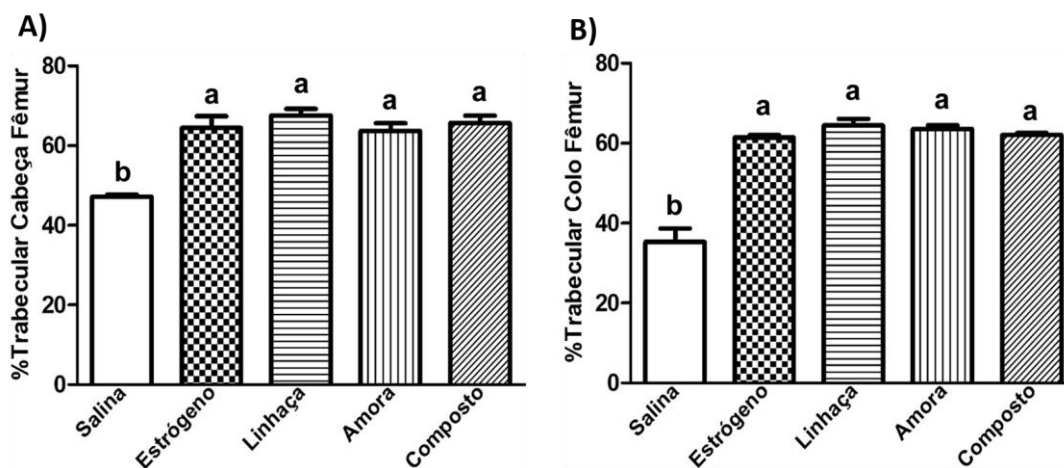 A)
%Trabecular Cabeça Fêmur
80
60
40
20
0
b
a
a
a
a
Salina
Estrógeno
Linhaça
Amora
Composto
B)
%Trabecular Colo Fêmur
80
60
40
20
0
b
a
a
a
a
Salina
Estrógeno
Linhaça
Amora
Composto